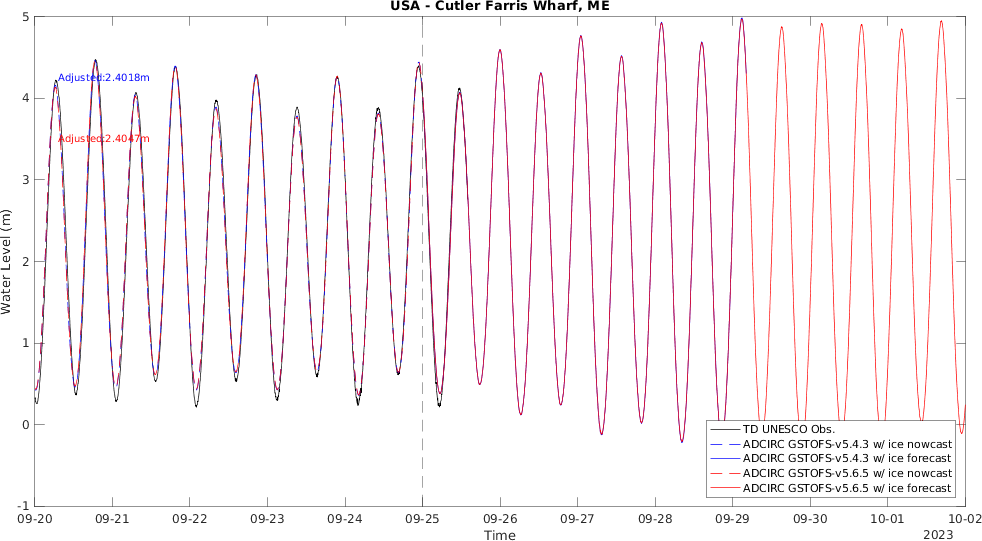 USA - Cutler Farris Wharf, ME
5
4
3
2
1
0
-1
Water Level (m)
Adjusted:2.4018m
Adjusted:2.4047m
TD UNESCO Obs.
ADCIRC GSTOFS-v5.4.3 w/ ice nowcast
ADCIRC GSTOFS-v5.4.3 w/ ice forecast
ADCIRC GSTOFS-v5.6.5 w/ ice nowcast
ADCIRC GSTOFS-v5.6.5 w/ ice forecast
09-20 09-21 09-22 09-23 09-24 09-25 09-26 09-27 09-28 09-29 09-30 10-01 10-02
Time
2023